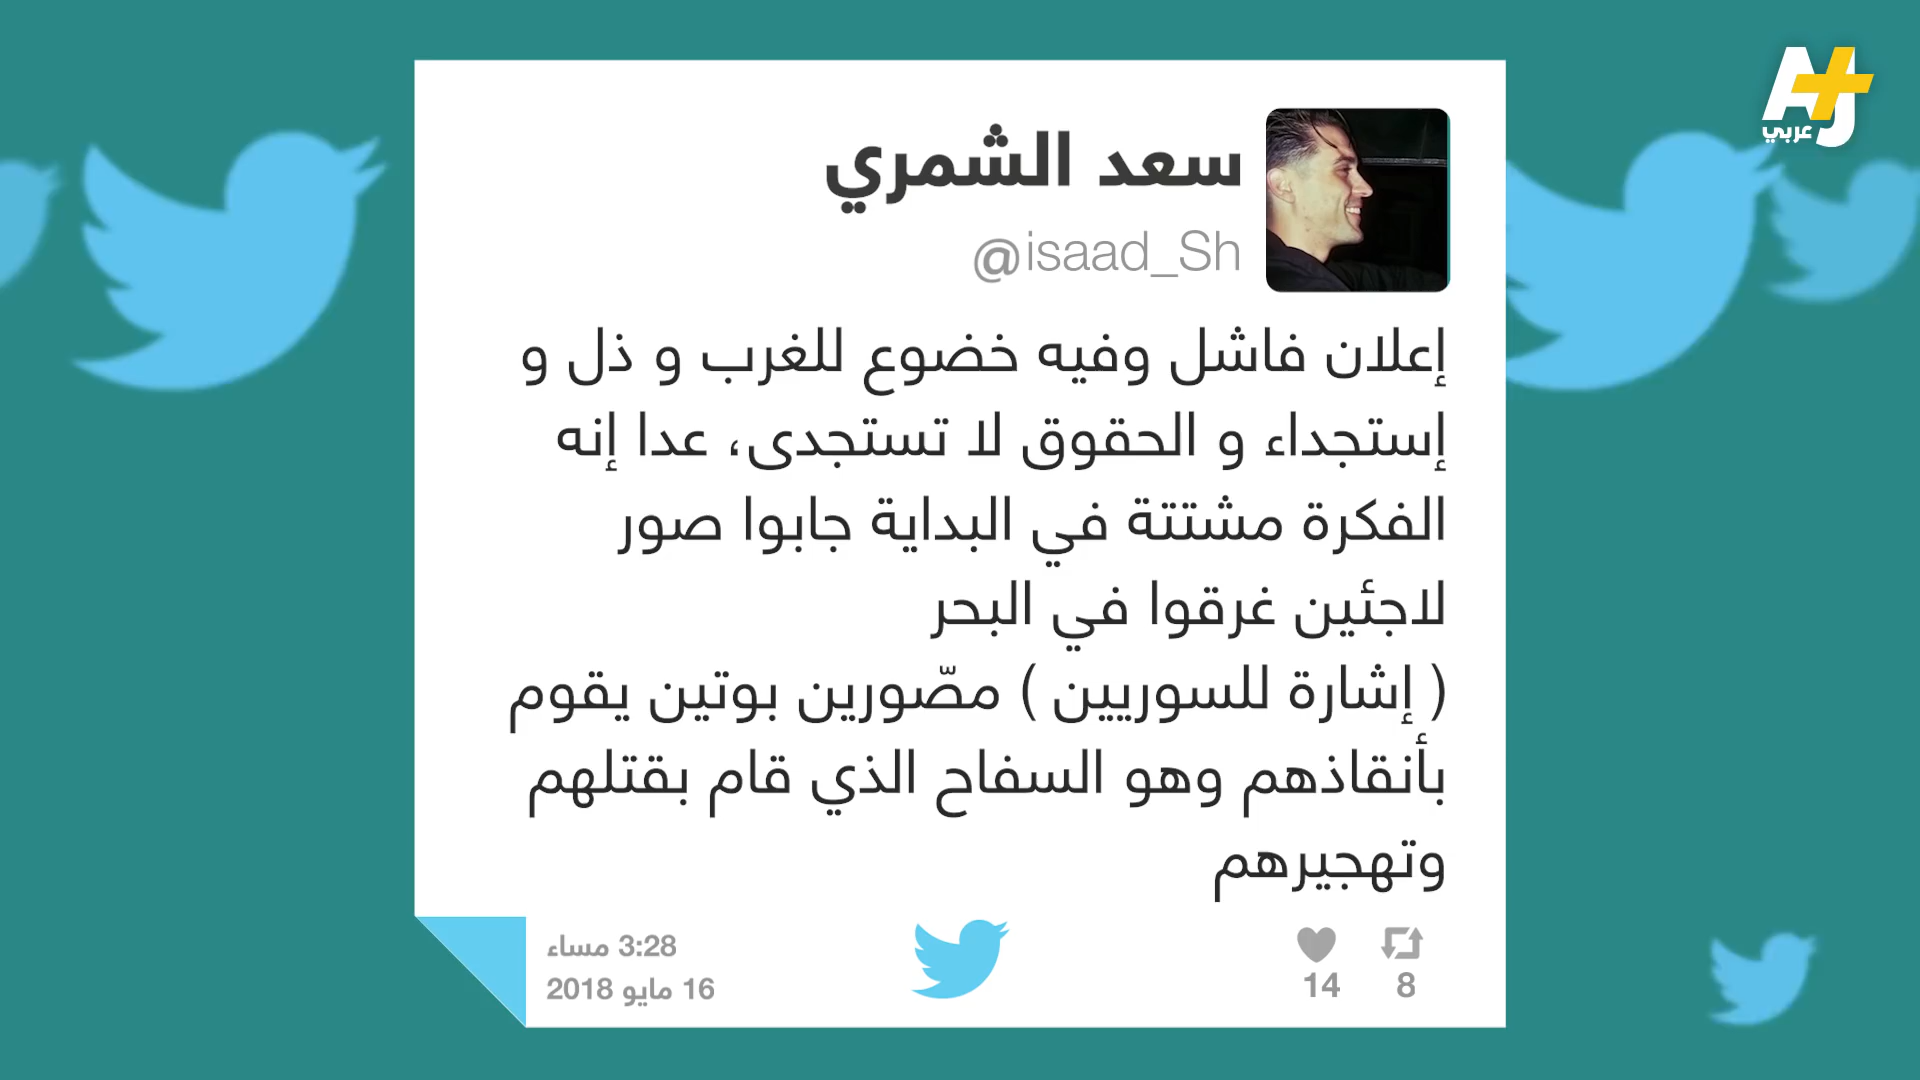 عربي
سعد الشمري
@isaad_Sh
إعلان فاشل وفيه خضوع للغرب و ذل و
إستجداء و الحقوق لا تستجدى، عدا إنه
الفكرة مشتتة في البداية جابوا صور
لاجئين غرقوا في البحر
( إشارة للسوريين ) مصّورين بوتين يقوم
بأنقاذهم وهو السفاح الذي قام بقتلهم
وتهجيرهم
3:28 مساء
16 مايو 2018
14
8